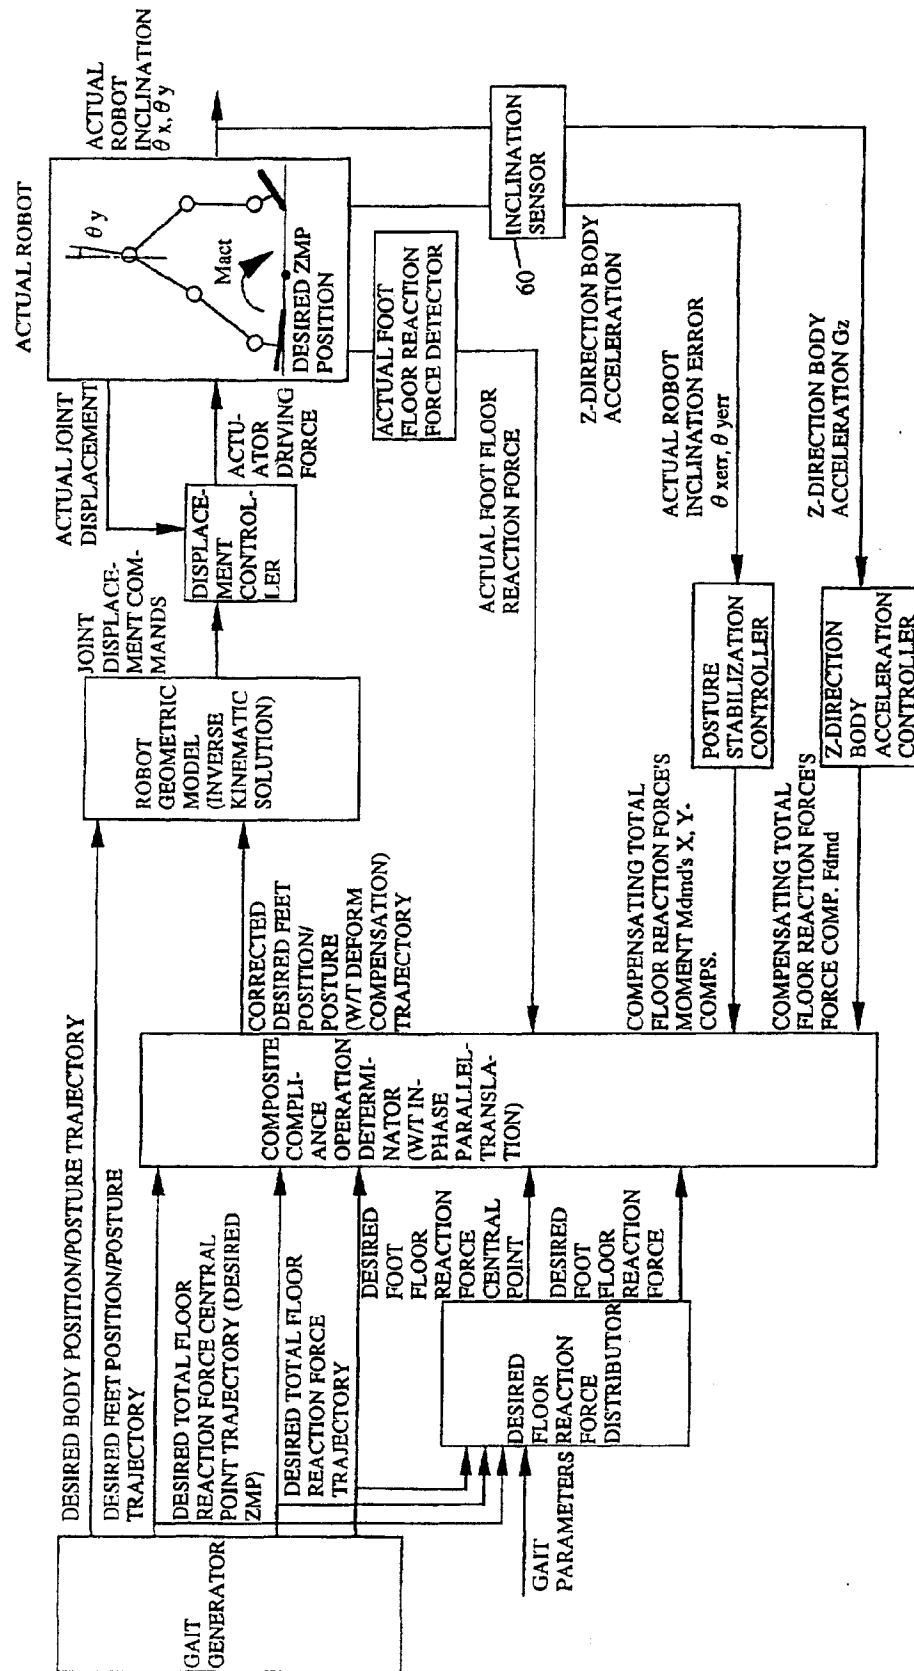 GAIT
GENERATOR
DESIRED BODY POSITION/POSTURE TRAJECTORY
DESIRED FEET POSITION/POSTURE
TRAJECTORY
DESIRED TOTAL FLOOR
REACTION FORCE CENTRAL
POINT TRAJECTORY (DESIRED
ZMP)
DESIRED TOTAL FLOOR
REACTION FORCE
TRAJECTORY
GAIT
PARAMETERS
DESIRED
FLOOR
REACTION
FORCE
DISTRIBUTOR
DESIRED
FOOT
FLOOR
REACTION
FORCE
CENTRAL
POINT
DESIRED
FOOT
FLOOR
REACTION
FORCE
COMPOSITE
COMPLI-
ANCE
OPERATION
DETERMI-
NATOR
(W/T IN-
PHASE
PARALLEL-
TRANSLA-
TION)
CORRECTED
DESIRED FEET
POSITION/
POSTURE
(W/T DEFORM
COMPENSATION)
TRAJECTORY
ROBOT
GEOMETRIC
MODEL
(INVERSE
KINEMATIC
SOLUTION)
JOINT
DISPLACE-
MENT COM-
MANDS
DISPLACE-
MENT
CONTROL-
LER
ACTUAL JOINT
DISPLACEMENT
ACTU-
ATOR
DRIVING
FORCE
ACTUAL ROBOT
θ y
Mact
DESIRED ZMP
POSITION
ACTUAL
ROBOT
INCLINATION
θ x, θ y
ACTUAL FOOT
FLOOR REACTION
FORCE DETECTOR
ACTUAL FOOT FLOOR
REACTION FORCE
INCLINATION
SENSOR
60
Z-DIRECTION BODY
ACCELERATION
ACTUAL ROBOT
INCLINATION ERROR
θ xerr, θ yerr
Z-DIRECTION BODY
ACCELERATION Gz
POSTURE
STABILIZATION
CONTROLLER
Z-DIRECTION
BODY
ACCELERATION
CONTROLLER
COMPENSATING TOTAL
FLOOR REACTION FORCE'S
MOMENT Mdmd's X, Y-
COMPS.
COMPENSATING TOTAL
FLOOR REACTION FORCE'S
FORCE COMP. Fdmd